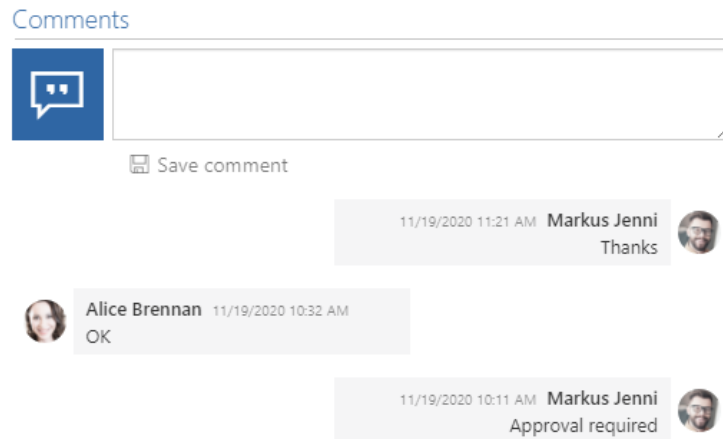 Comments
Save comment
11/19/2020 11:21 AM Markus Jenni
Thanks
Alice Brennan 11/19/2020 10:32 AM
OK
11/19/2020 10:11 AM Markus Jenni
Approval required